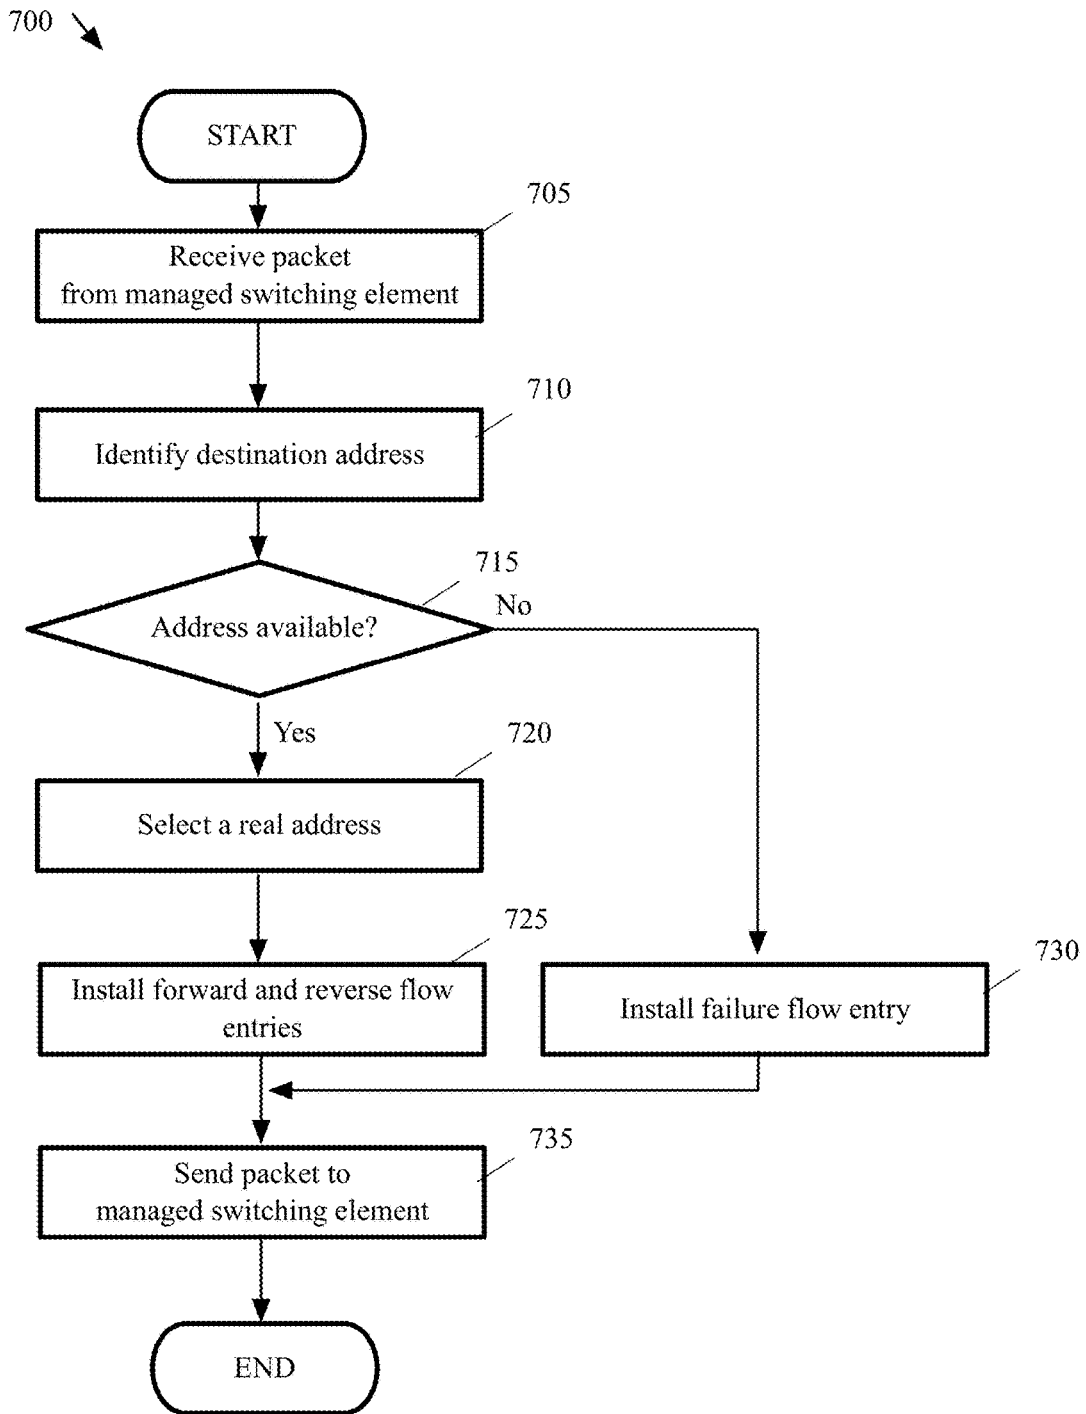 700
START
705
Receive packet
from managed switching element
710
Identify destination address
715
Address available?
No
Yes
720
Select a real address
725
Install forward and reverse flow
entries
730
Install failure flow entry
735
Send packet to
managed switching element
END